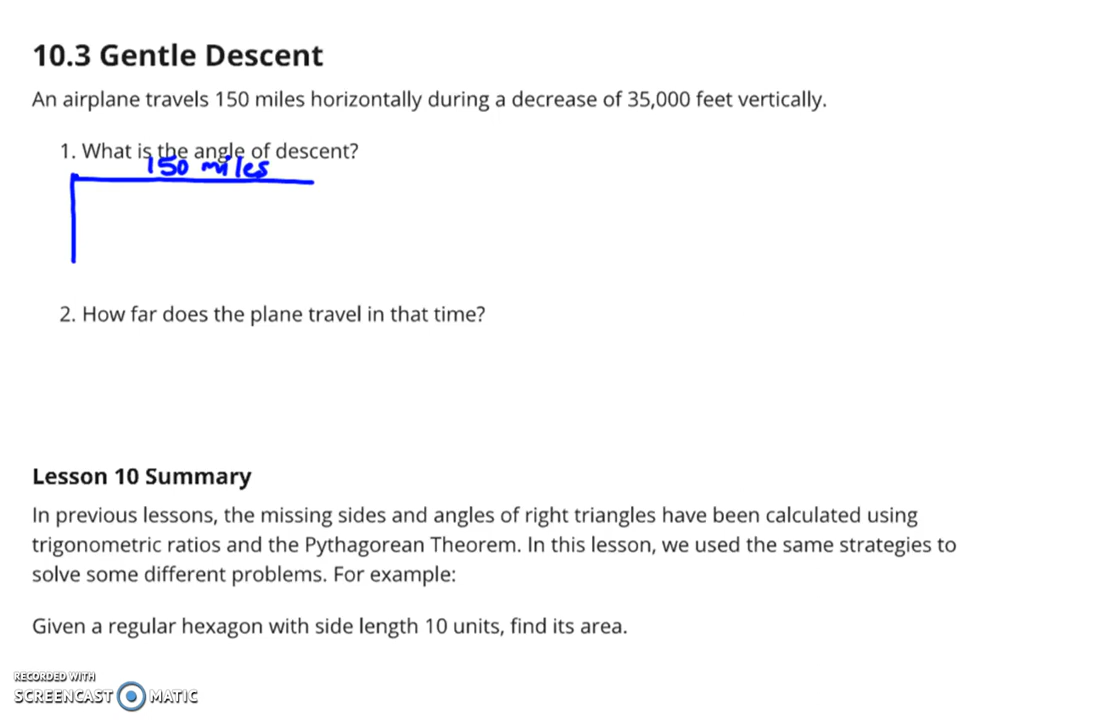 10.3 Gentle Descent
An airplane travels 150 miles horizontally during a decrease of 35,000 feet vertically.
1. What is the angle of descent?
150 miles
2. How far does the plane travel in that time?
Lesson 10 Summary
In previous lessons, the missing sides and angles of right triangles have been calculated using
trigonometric ratios and the Pythagorean Theorem. In this lesson, we used the same strategies to
solve some different problems. For example:
Given a regular hexagon with side length 10 units, find its area.
RECORDED WITH
SCREENCAST MATIC